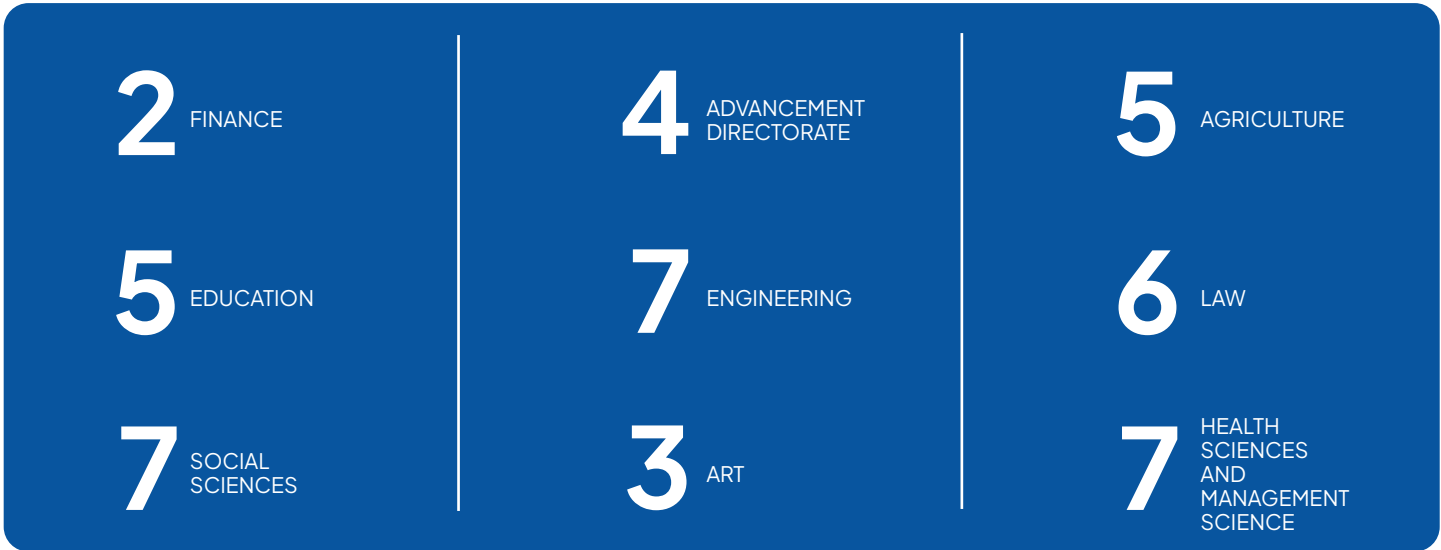 2 FINANCE
5 EDUCATION
7 SOCIAL
SCIENCES
4 ADVANCEMENT
DIRECTORATE
7 ENGINEERING
3 ART
5 AGRICULTURE
6 LAW
7 HEALTH
SCIENCES
AND
MANAGEMENT
SCIENCE